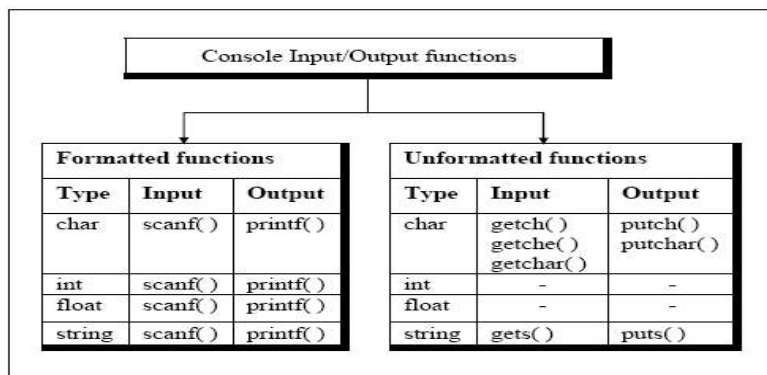 Console Input/Output functions
Formatted functions
Type Input Output
char scanf( ) printf( )
int scanf( ) printf( )
float scanf( ) printf( )
string scanf( ) printf( )
Unformatted functions
Type Input Output
char getch( ) putch( )
getche( ) putchar( )
getchar( )
int - -
float - -
string gets( ) puts( )